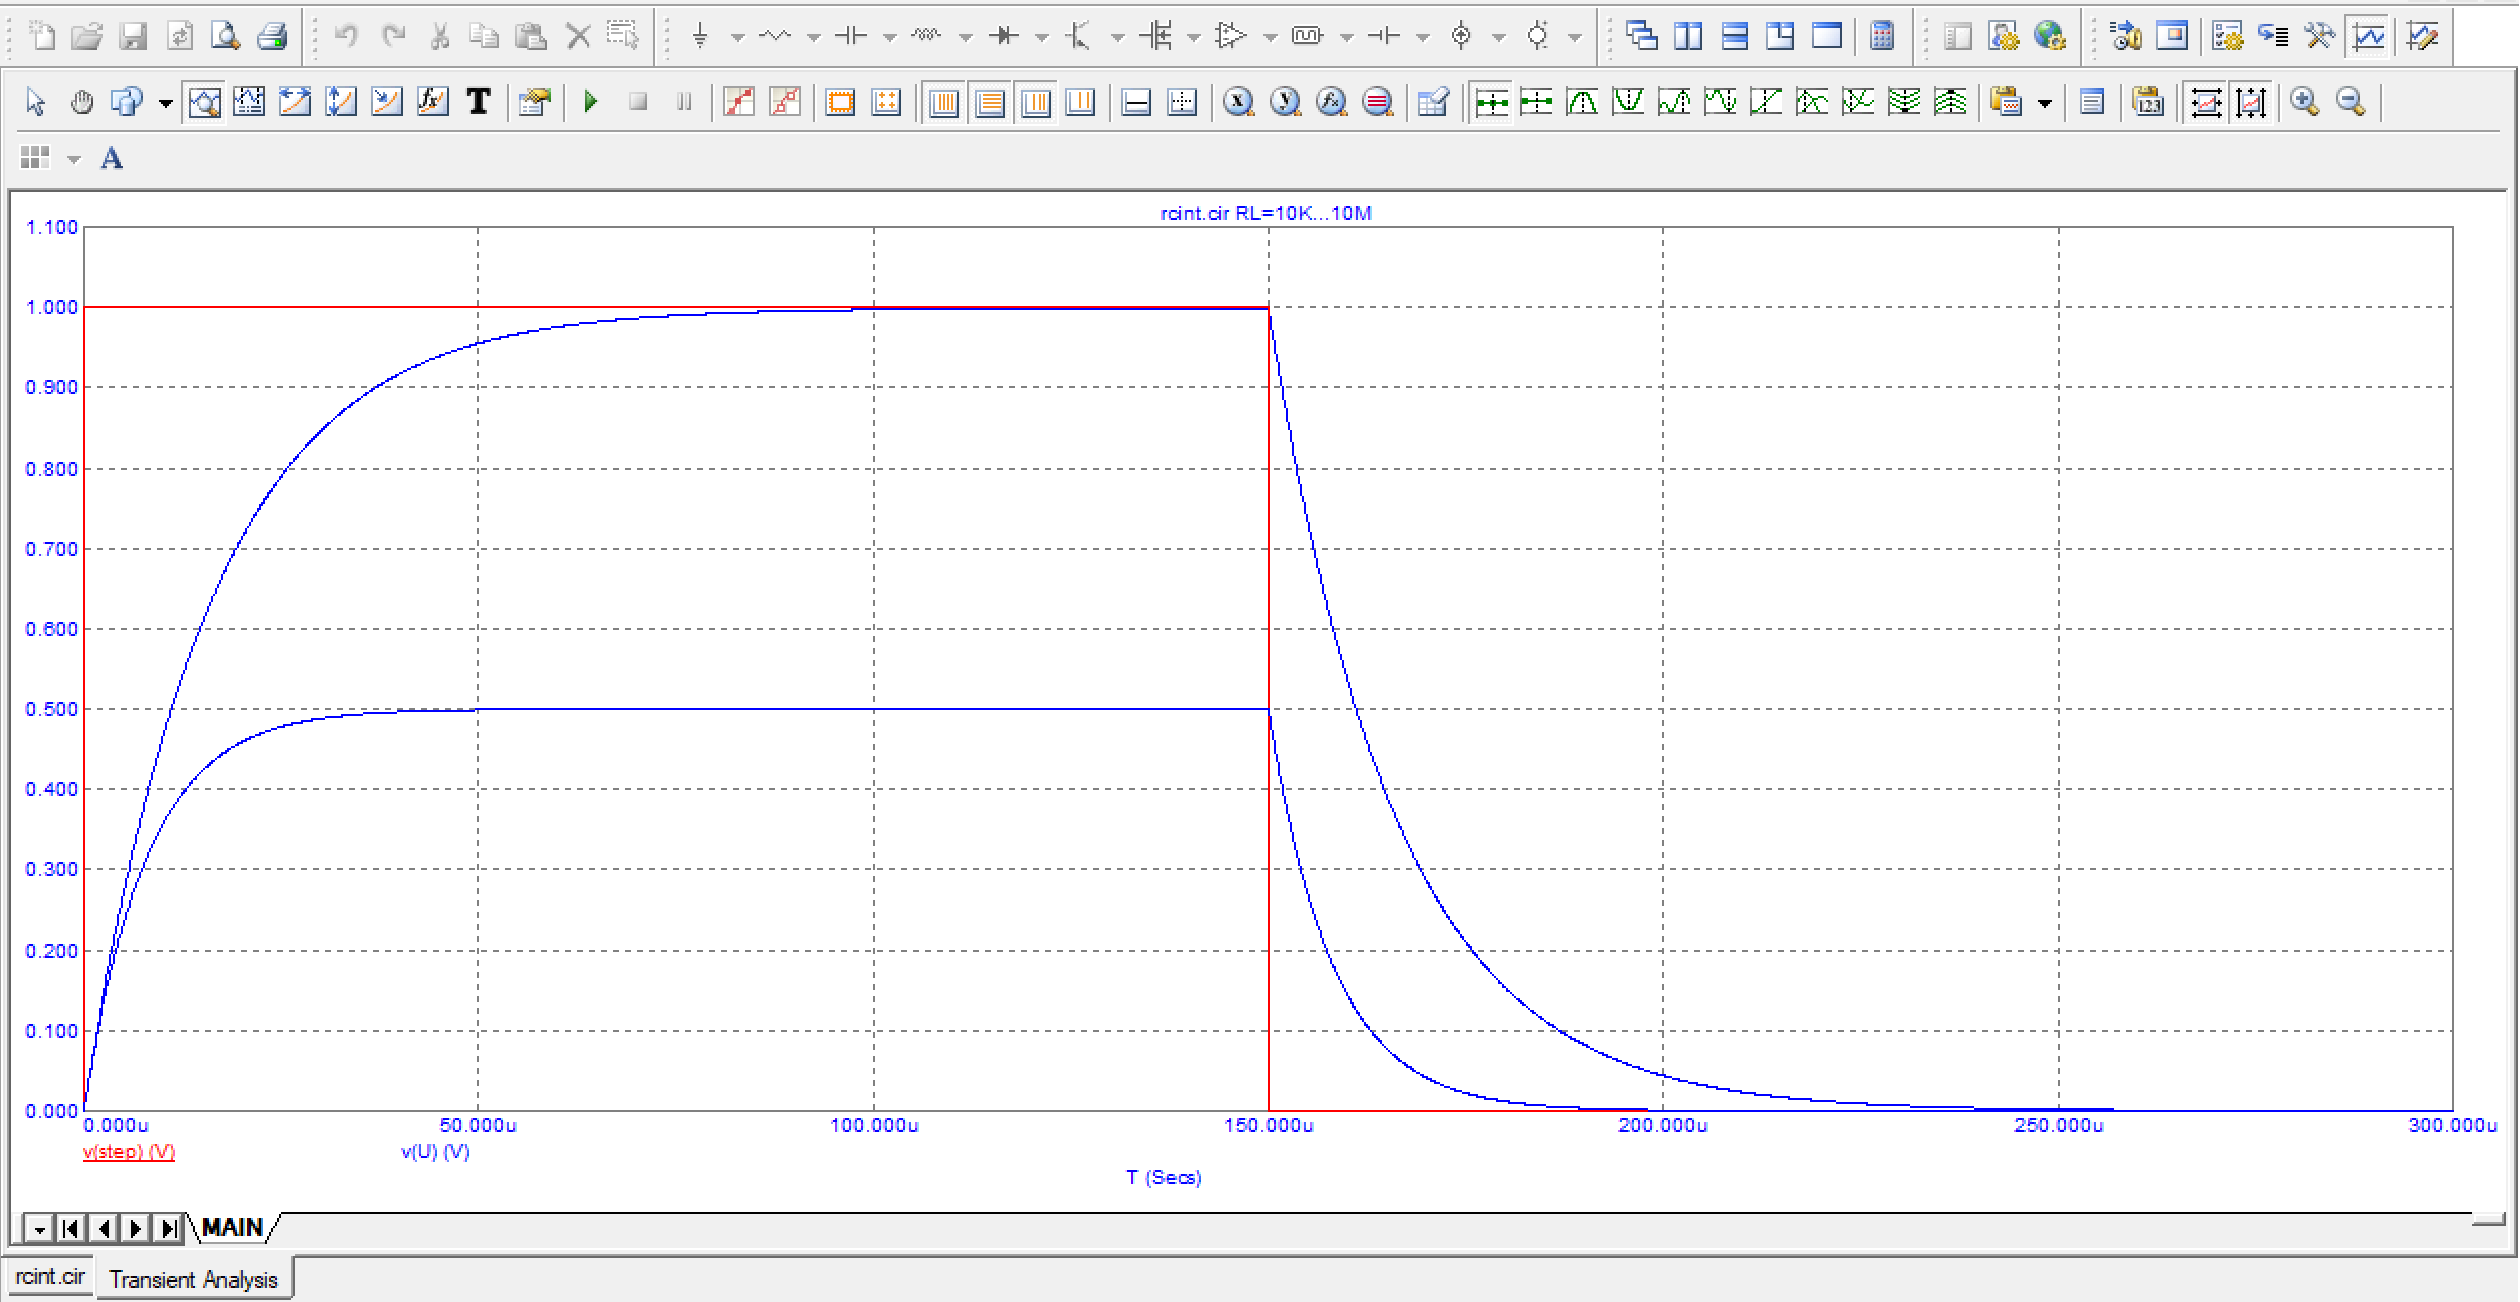 rcint.cir RL=10K...10M
1.100
1.000
0.900
0.800
0.700
0.600
0.500
0.400
0.300
0.200
0.100
0.000
0.000u 50.000u 100.000u 150.000u 200.000u 250.000u 300.000u
v(step) (V) v(U) (V)
T (Secs)
MAIN
rcint.cir Transient Analysis